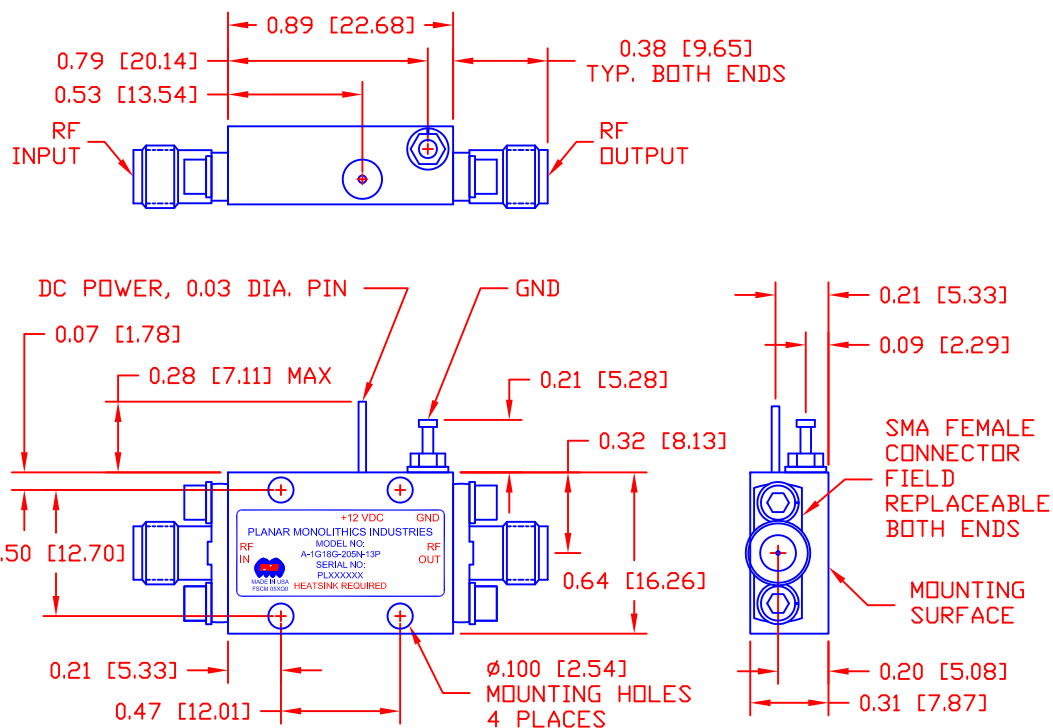 0.89 [22.68]
0.79 [20.14]
0.53 [13.54]
0.38 [9.65]
TYP. BOTH ENDS
RF
INPUT
RF
OUTPUT
DC POWER, 0.03 DIA. PIN
GND
0.07 [1.78]
0.28 [7.11] MAX
0.21 [5.28]
0.32 [8.13]
.50 [12.70]
0.64 [16.26]
+12 VDC GND
PLANAR MONOLITHICS INDUSTRIES
MODEL NO:
A-1G18G-205N-13P
SERIAL NO:
PLXXXXXX
HEATSINK REQUIRED
RF
IN
RF
OUT
MADE IN USA
FSCM 05XQ0
0.21 [5.33]
0.47 [12.01]
Ø.100 [2.54]
MOUNTING HOLES
4 PLACES
0.21 [5.33]
0.09 [2.29]
SMA FEMALE
CONNECTOR
FIELD
REPLACEABLE
BOTH ENDS
MOUNTING
SURFACE
0.20 [5.08]
0.31 [7.87]